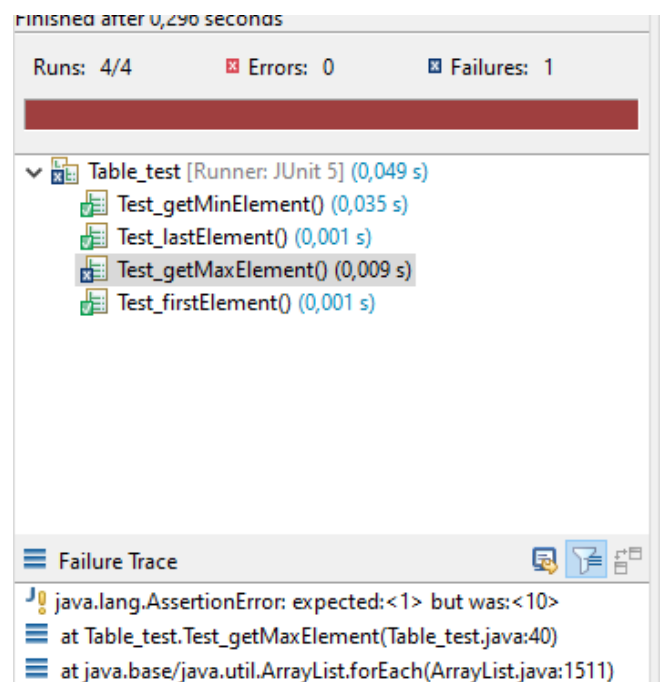 Finished after 0,296 seconds
Runs: 4/4 Errors: 0 Failures: 1
Table_test [Runner: JUnit 5] (0,049 s)
Test_getMinElement() (0,035 s)
Test_lastElement() (0,001 s)
Test_getMaxElement() (0,009 s)
Test_firstElement() (0,001 s)
Failure Trace
java.lang.AssertionError: expected:<1> but was:<10>
at Table_test.Test_getMaxElement(Table_test.java:40)
at java.base/java.util.ArrayList.forEach(ArrayList.java:1511)